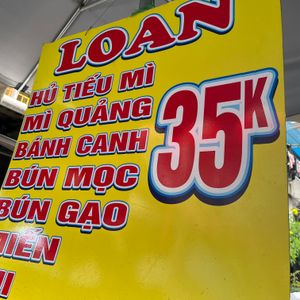 LOAN
HỦ TIẾU MÌ
MÌ QUẢNG
BÁNH CANH
BÚN MỌC
BÚN GẠO
35K